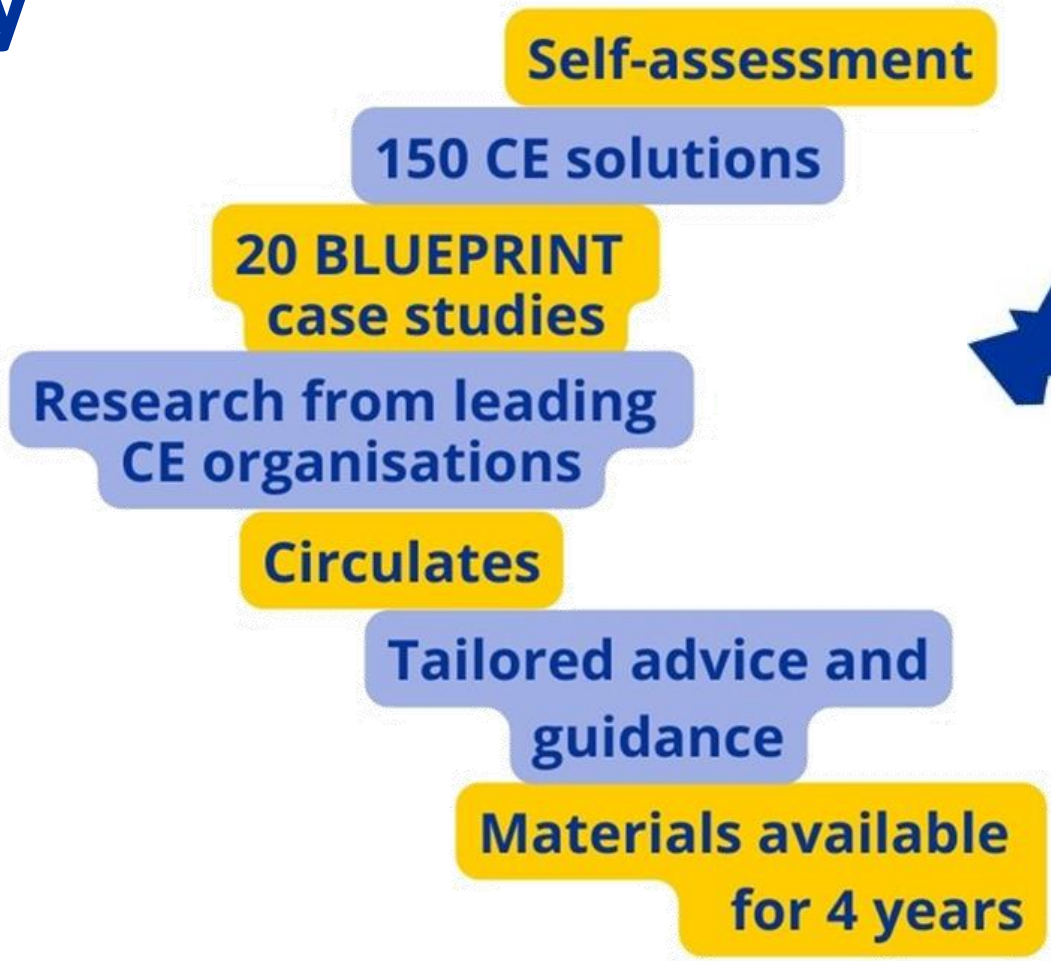 Self-assessment
150 CE solutions
20 BLUEPRINT
case studies
Research from leading
CE organisations
Circulates
Tailored advice and
guidance
Materials available
for 4 years